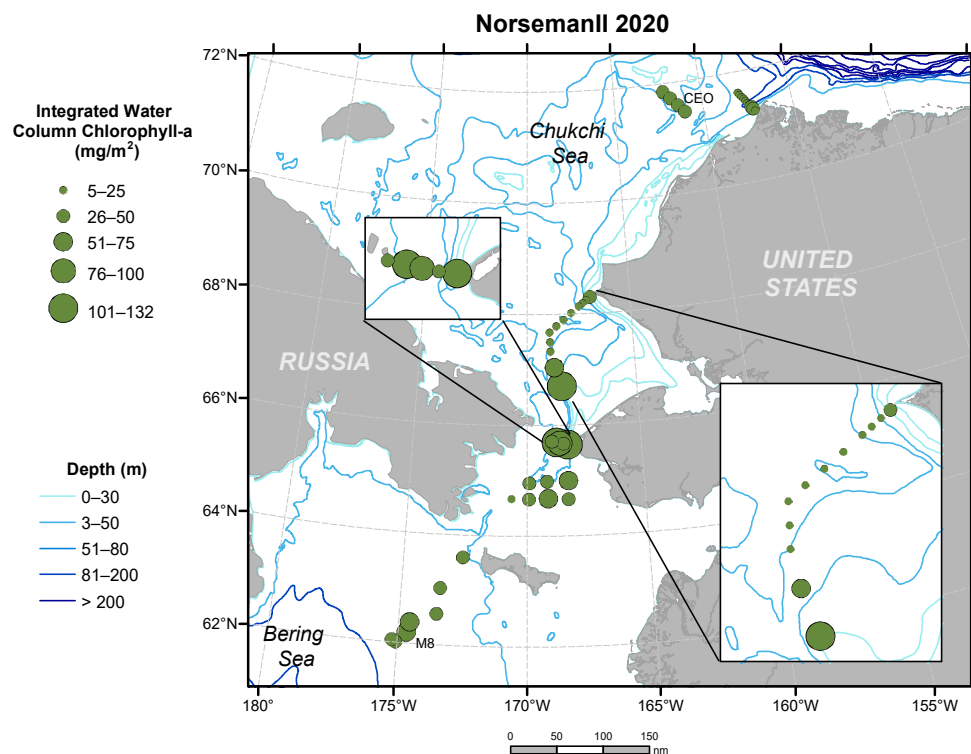 NorsemanII 2020
Integrated Water
Column Chlorophyll-a
(mg/m²)
5–25
26–50
51–75
76–100
101–132
Depth (m)
0–30
3–50
51–80
81–200
> 200
72°N
70°N
68°N
66°N
64°N
62°N
CEO
Chukchi
Sea
UNITED
STATES
RUSSIA
Bering
Sea
M8
180°
175°W
170°W
165°W
160°W
155°W
0 50 100 150
nm